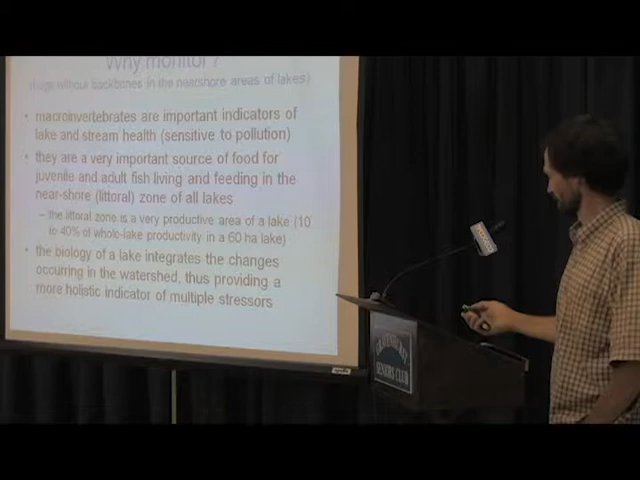 Why monitor?
(bugs without backbones in the nearshore areas of lakes)
• macroinvertebrates are important indicators of
lake and stream health (sensitive to pollution)
• they are a very important source of food for
juvenile and adult fish living and feeding in the
near-shore (littoral) zone of all lakes
– the littoral zone is a very productive area of a lake (10
to 40% of whole-lake productivity in a 60 ha lake)
• the biology of a lake integrates the changes
occurring in the watershed, thus providing a
more holistic indicator of multiple stressors
GRAVENHURST
SENIORS CLUB